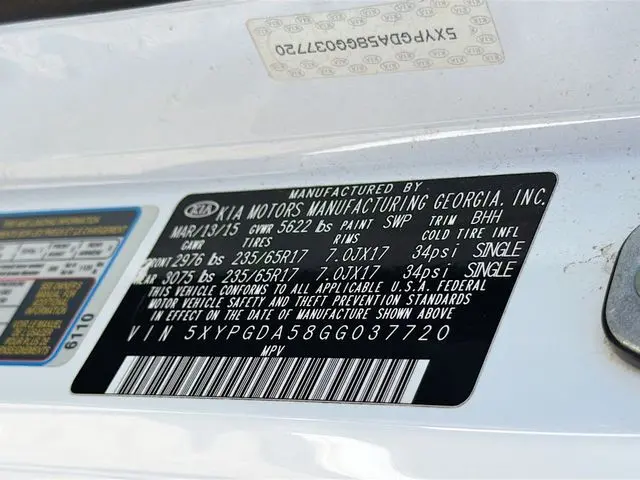 5XYPGDA58GG037720
MANUFACTURED BY
KIA KIA MOTORS MANUFACTURING GEORGIA, INC.
MAR/13/15 GVWR 5622 lbs PAINT SWP TRIM BHH
GAWR TIRES RIMS COLD TIRE INFL
FRONT 2976 lbs 235/65R17 7.0JX17 34psi SINGLE
REAR 3075 lbs 235/65R17 7.0JX17 34psi SINGLE
THIS VEHICLE CONFORMS TO ALL APPLICABLE U.S.A. FEDERAL
MOTOR VEHICLE SAFETY, BUMPER, AND THEFT PREVENTION
STANDARDS IN EFFECT ON THE DATE OF MANUFACTURE SHOWN ABOVE.
VIN 5XYPGDA58GG037720
MPV
6110